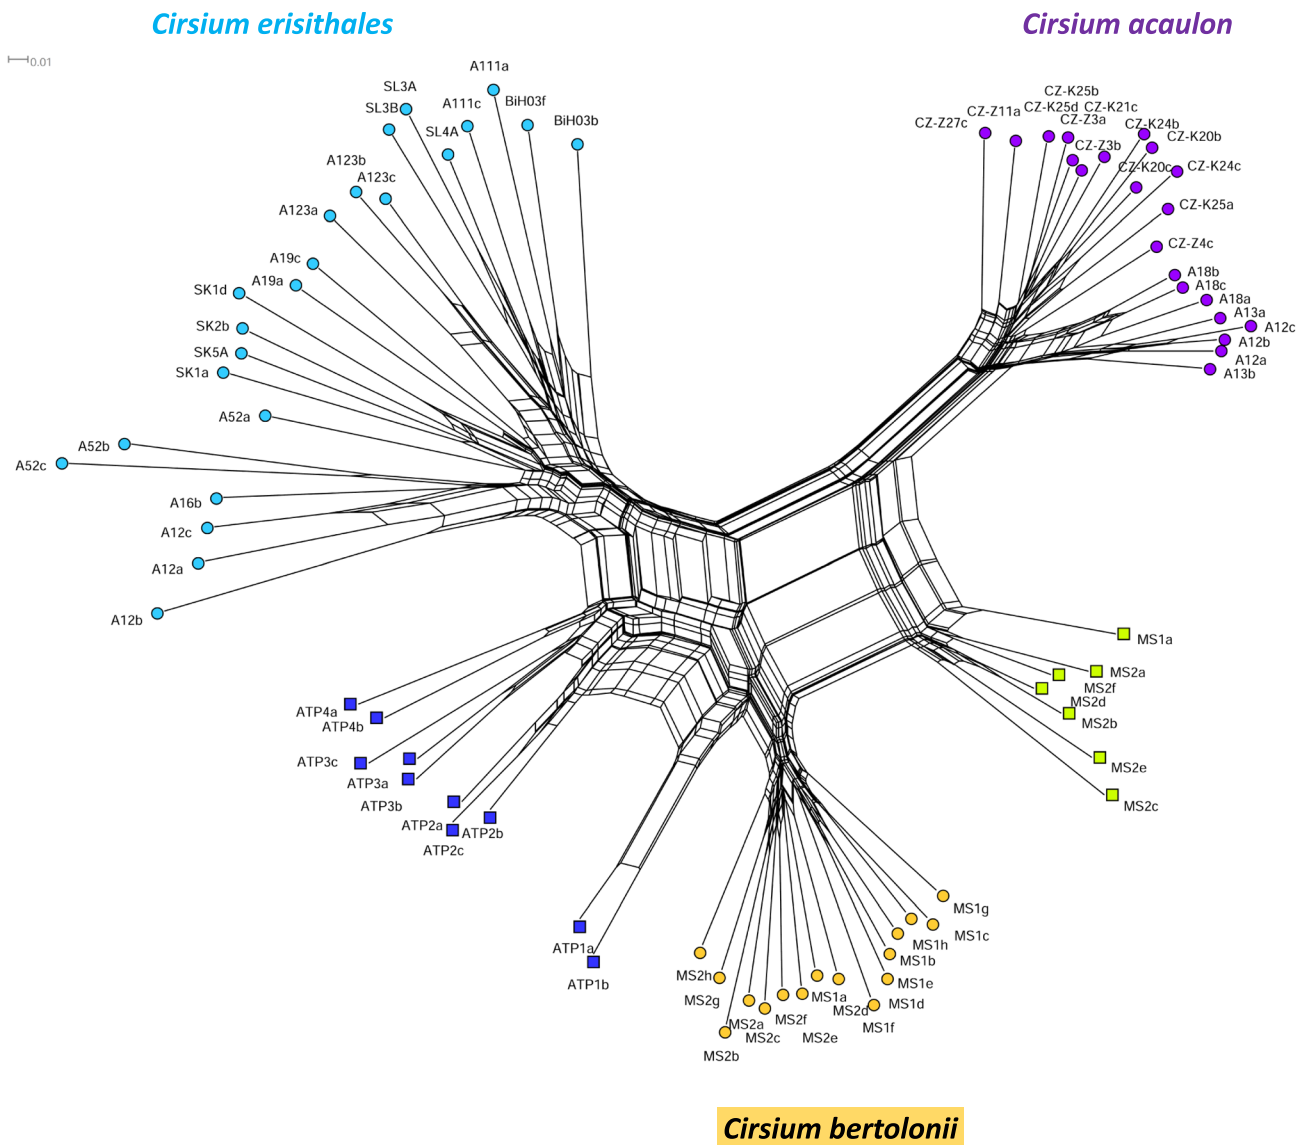 Cirsium erisithales
Cirsium acaulon
0.01
A111a
SL3A
SL3B
A111c
BiH03f
SL4A
BiH03b
A123b
A123c
A123a
A19c
A19a
SK1d
SK2b
SK5A
SK1a
A52a
A52b
A52c
A16b
A12c
A12a
A12b
CZ-K25b
CZ-Z11a
CZ-K25d
CZ-K21c
CZ-Z27c
CZ-Z3a
CZ-K24b
CZ-K20b
CZ-Z3b
CZ-K20c
CZ-K24c
CZ-K25a
CZ-Z4c
A18b
A18c
A18a
A13a
A12c
A12b
A12a
A13b
MS1a
MS2a
MS2f
MS2d
MS2b
MS2e
MS2c
ATP4a
ATP4b
ATP3c
ATP3a
ATP3b
ATP2a
ATP2b
ATP2c
ATP1a
ATP1b
MS1g
MS1c
MS1h
MS1b
MS1e
MS1d
MS1f
MS2h
MS2g
MS1a
MS2d
MS2a
MS2f
MS2c
MS2e
MS2b
Cirsium bertolonii